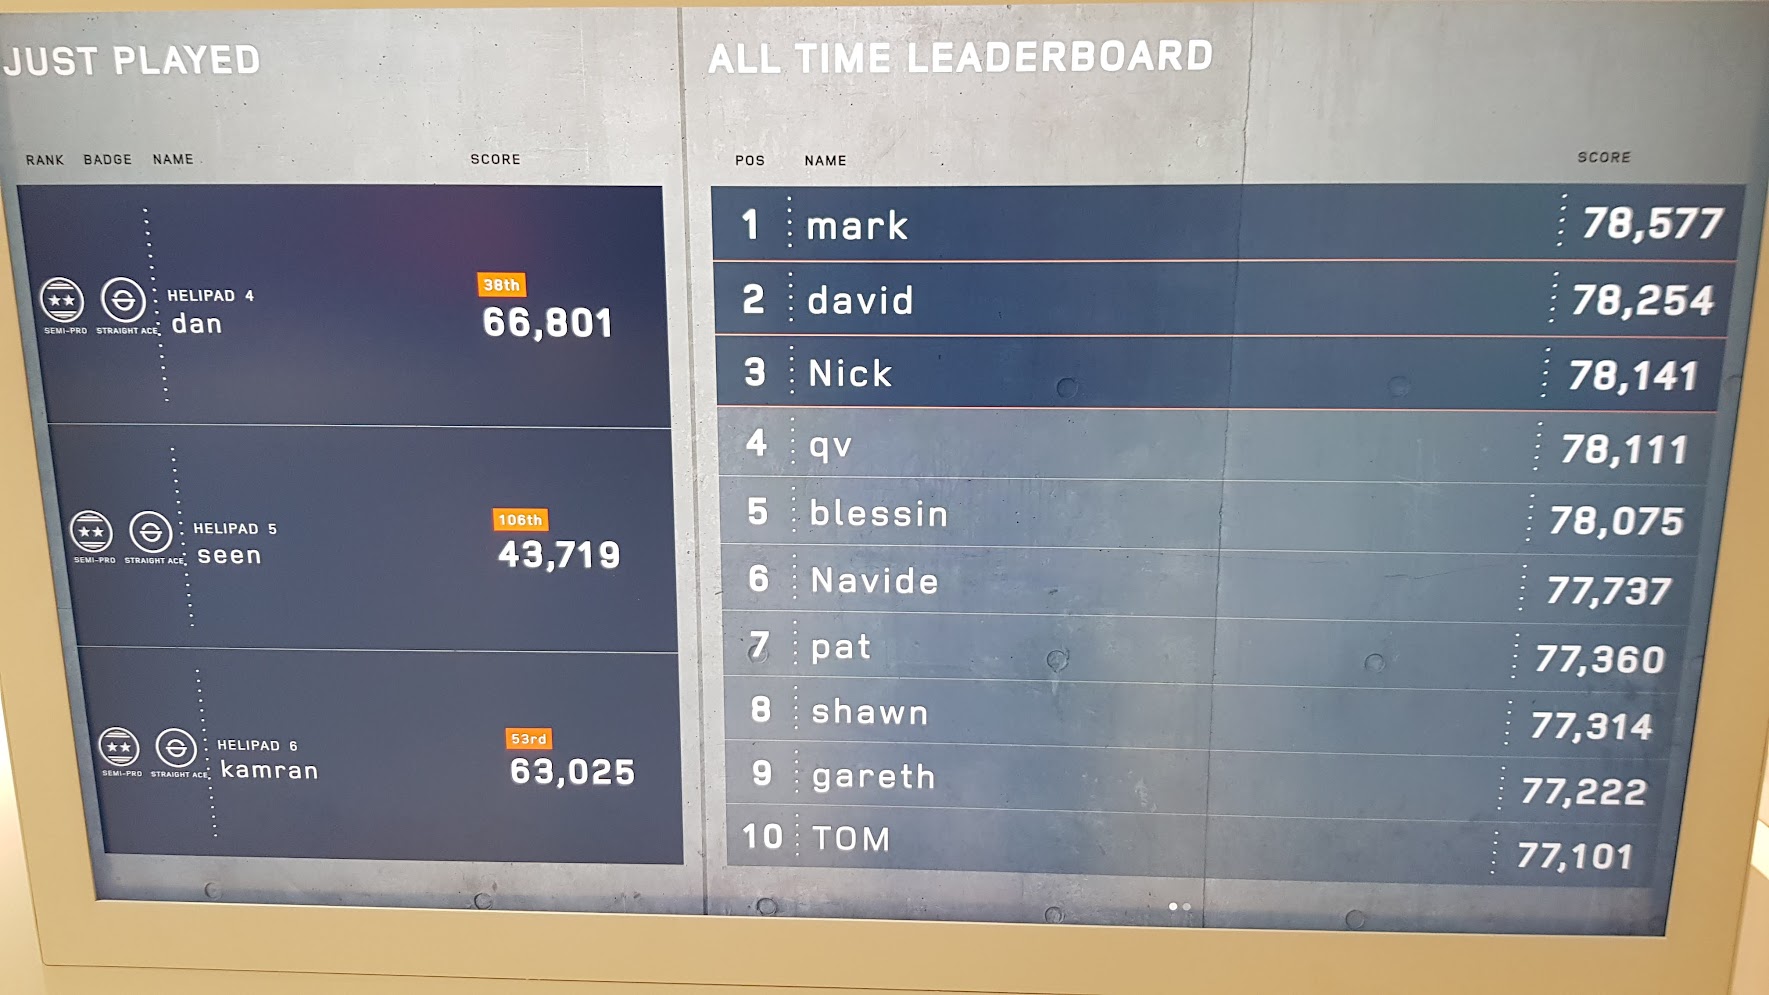 JUST PLAYED
RANK BADGE NAME SCORE
38th
HELIPAD 4
dan
66,801
SEMI-PRO STRAIGHT ACE
106th
HELIPAD 5
seen
43,719
SEMI-PRO STRAIGHT ACE
53rd
HELIPAD 6
kamran
63,025
SEMI-PRO STRAIGHT ACE
ALL TIME LEADERBOARD
POS NAME SCORE
1 mark 78,577
2 david 78,254
3 Nick 78,141
4 qv 78,111
5 blessin 78,075
6 Navide 77,737
7 pat 77,360
8 shawn 77,314
9 gareth 77,222
10 TOM 77,101